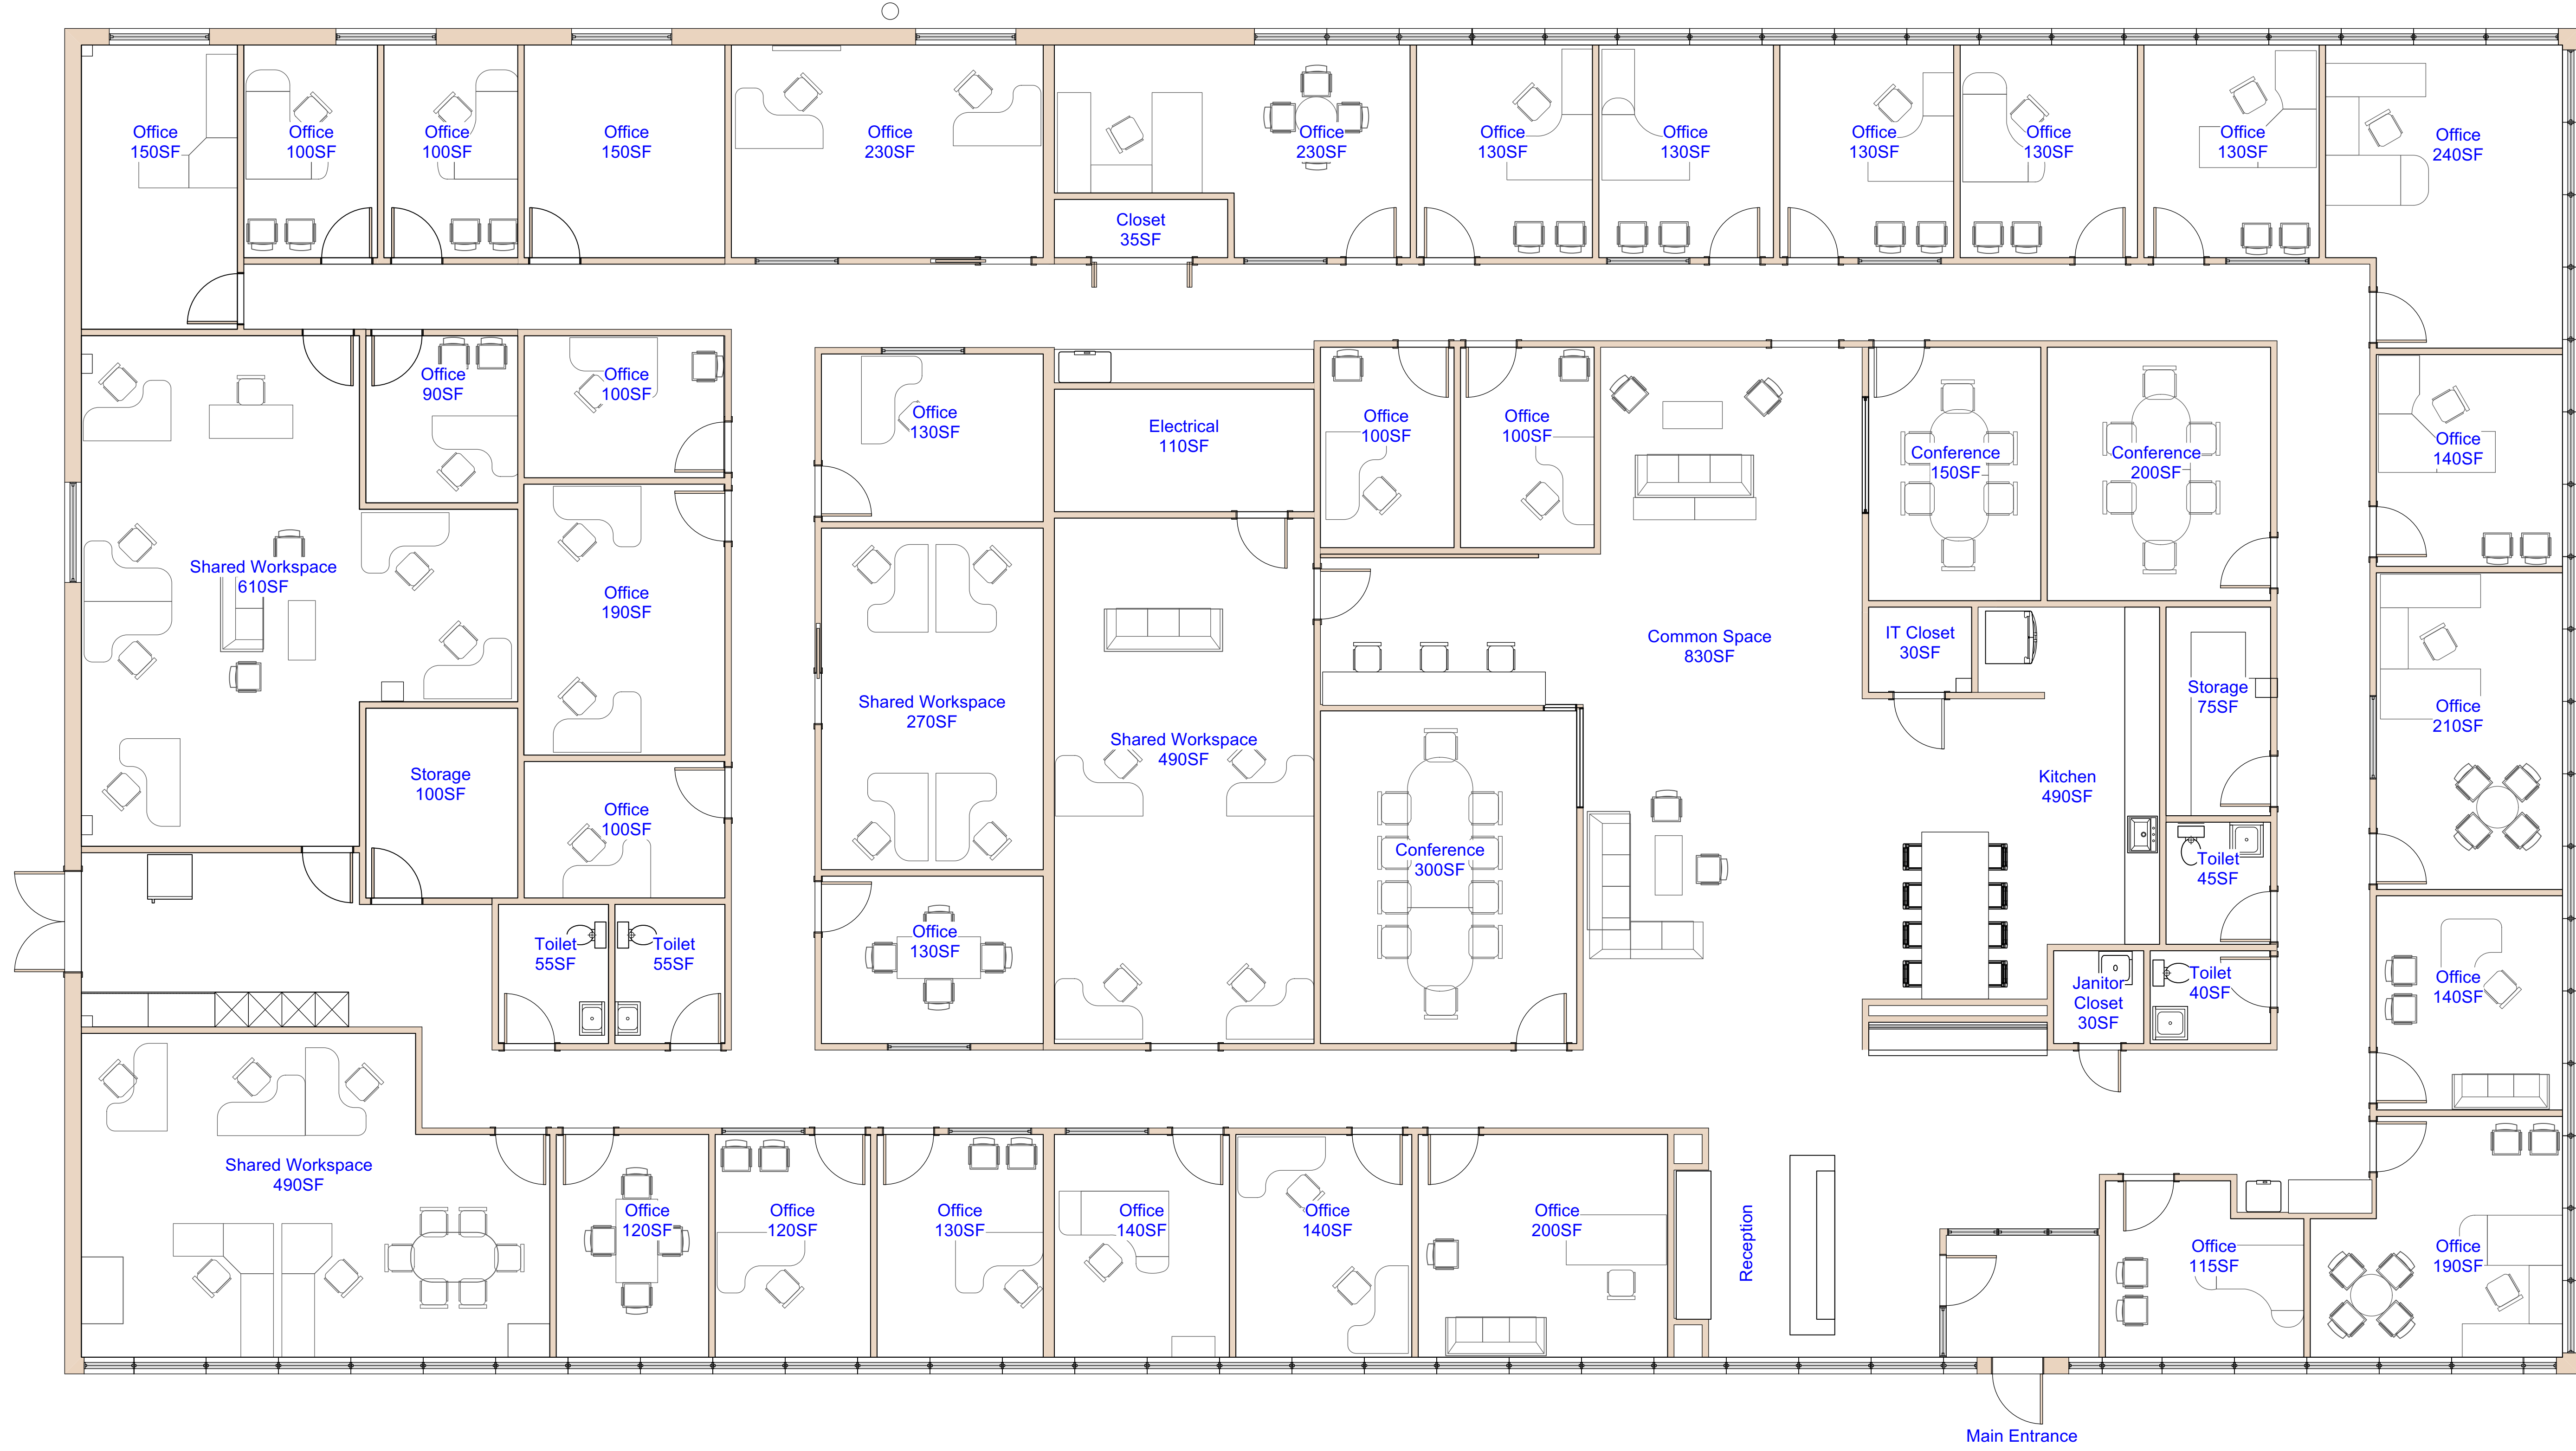 Office
150SF
Office
100SF
Office
100SF
Office
150SF
Office
230SF
Office
230SF
Office
130SF
Office
130SF
Office
130SF
Office
130SF
Office
130SF
Office
240SF
Closet
35SF
Office
90SF
Office
100SF
Office
130SF
Electrical
110SF
Office
100SF
Office
100SF
Conference
150SF
Conference
200SF
Office
140SF
Shared Workspace
610SF
Office
190SF
Shared Workspace
270SF
Shared Workspace
490SF
Common Space
830SF
IT Closet
30SF
Storage
75SF
Office
210SF
Storage
100SF
Office
100SF
Conference
300SF
Kitchen
490SF
Toilet
45SF
Toilet
55SF
Toilet
55SF
Office
130SF
Janitor
Closet
30SF
Toilet
40SF
Office
140SF
Shared Workspace
490SF
Office
120SF
Office
120SF
Office
130SF
Office
140SF
Office
140SF
Office
200SF
Reception
Office
115SF
Office
190SF
Main Entrance